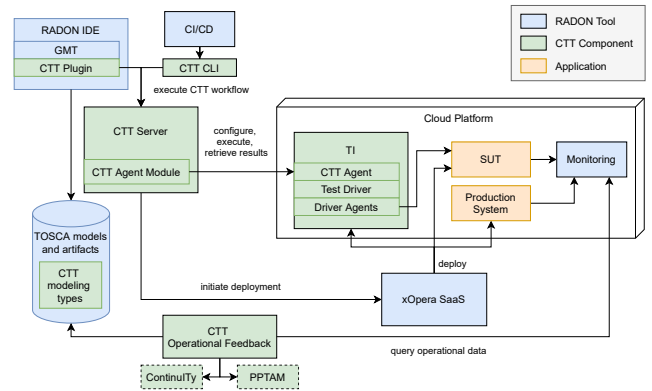 RADON IDE
GMT
CTT Plugin
CI/CD
CTT CLI
execute CTT workflow
RADON Tool
CTT Component
Application
CTT Server
CTT Agent Module
configure,
execute,
retrieve results
Cloud Platform
TI
CTT Agent
Test Driver
Driver Agents
SUT
Monitoring
Production
System
TOSCA models
and artifacts
CTT
modeling
types
initiate deployment
deploy
xOpera SaaS
CTT
Operational Feedback
query operational data
ContinuITy
PPTAM